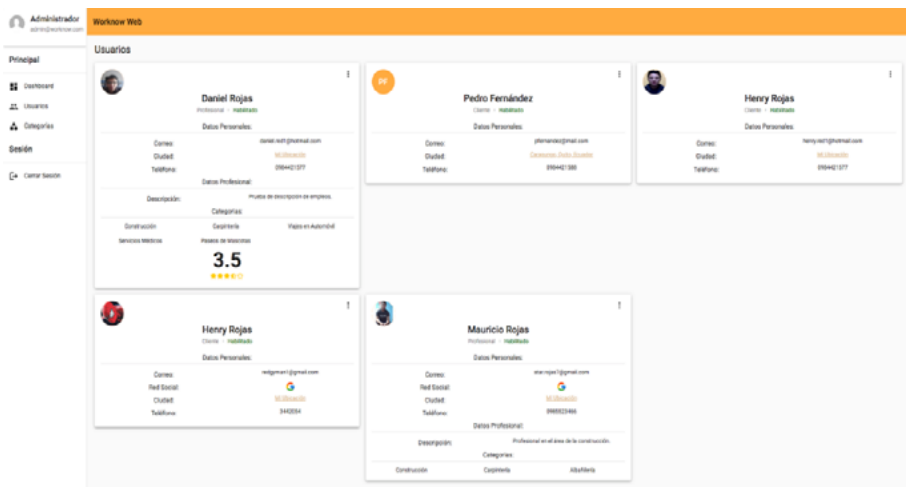 Administrador
admin@worknow.com
Worknow Web
Principal
Dashboard
Usuarios
Categorías
Sesión
Cerrar Sesión
Usuarios
Daniel Rojas
Profesional - Habilitado
Datos Personales:
Correo:
Ciudad: Mi Ubicación
Teléfono: 0984421377
Datos Profesional:
Descripción: Prueba de descripción de empleos.
Categorías:
Construcción Carpintería Viajes en Automóvil
Servicios Médicos Paseos de Mascotas
3.5
PF
Pedro Fernández
Cliente - Habilitado
Datos Personales:
Correo: pfernandez@mail.com
Ciudad:
Teléfono:
Henry Rojas
Cliente - Habilitado
Datos Personales:
Correo:
Ciudad: Mi Ubicación
Teléfono: 0984421377
Henry Rojas
Cliente - Habilitado
Datos Personales:
Correo:
Red Social: G
Ciudad: Mi Ubicación
Teléfono:
Mauricio Rojas
Profesional - Habilitado
Datos Personales:
Correo:
Red Social: G
Ciudad: Mi Ubicación
Teléfono:
Datos Profesional:
Descripción: Profesional en el área de la construcción.
Categorías:
Construcción Carpintería Albañilería